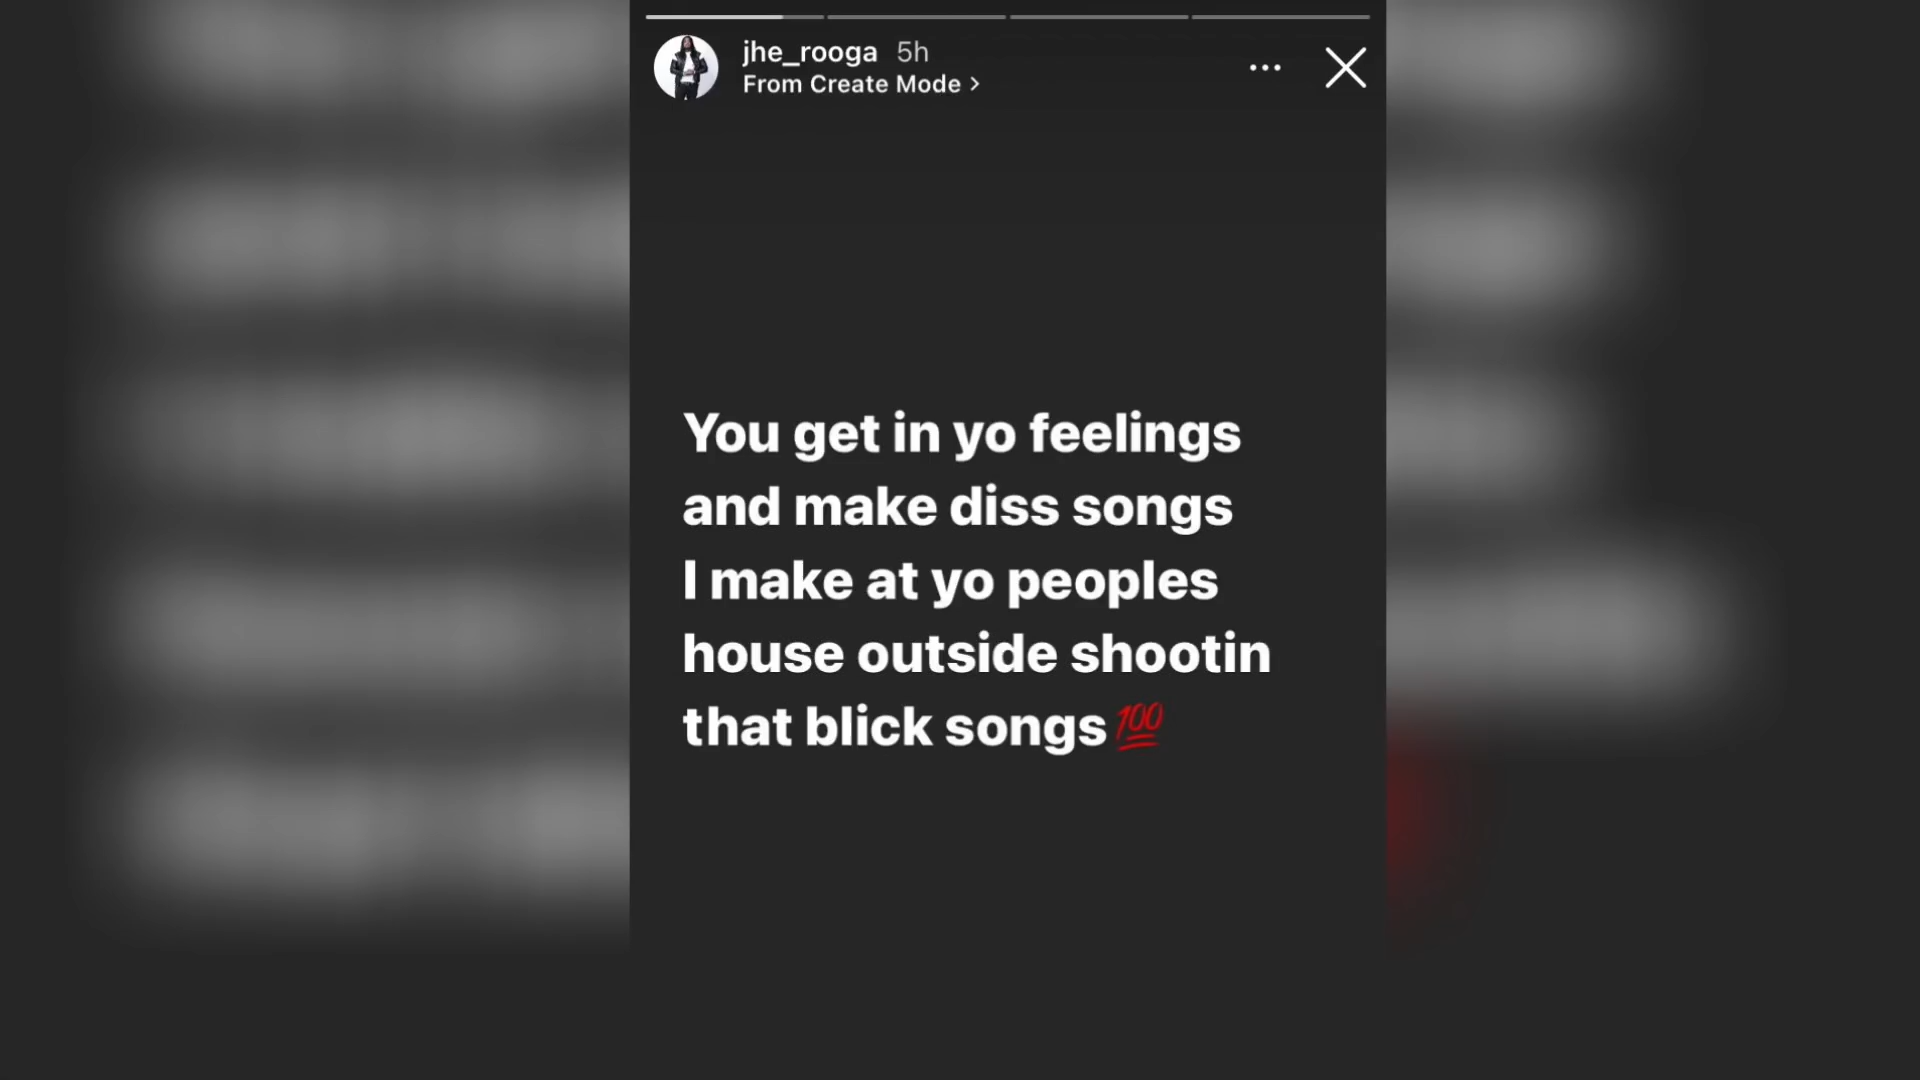 jhe_rooga 5h
From Create Mode >
You get in yo feelings
and make diss songs
I make at yo peoples
house outside shootin
that blick songs💯